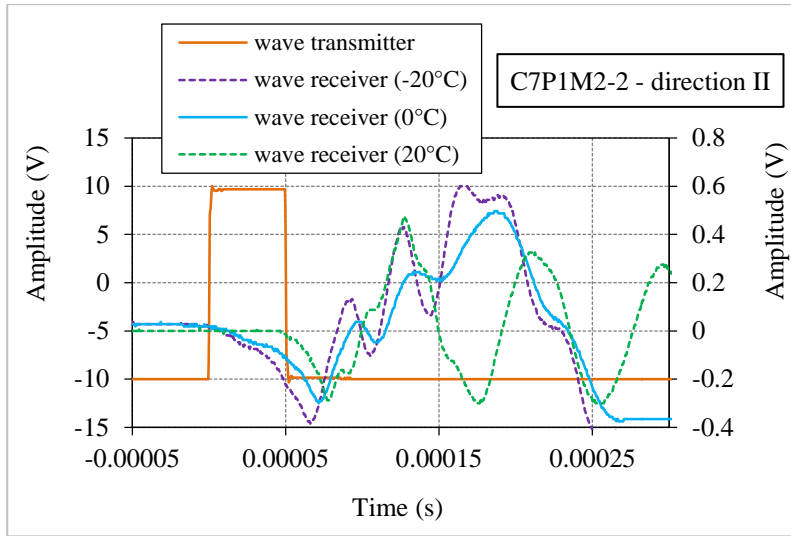 wave transmitter
wave receiver (-20°C)
wave receiver (0°C)
wave receiver (20°C)
C7P1M2-2 - direction II
15
10
5
0
-5
-10
-15
Amplitude (V)
0.8
0.6
0.4
0.2
0
-0.2
-0.4
Amplitude (V)
-0.00005
0.00005
0.00015
0.00025
Time (s)